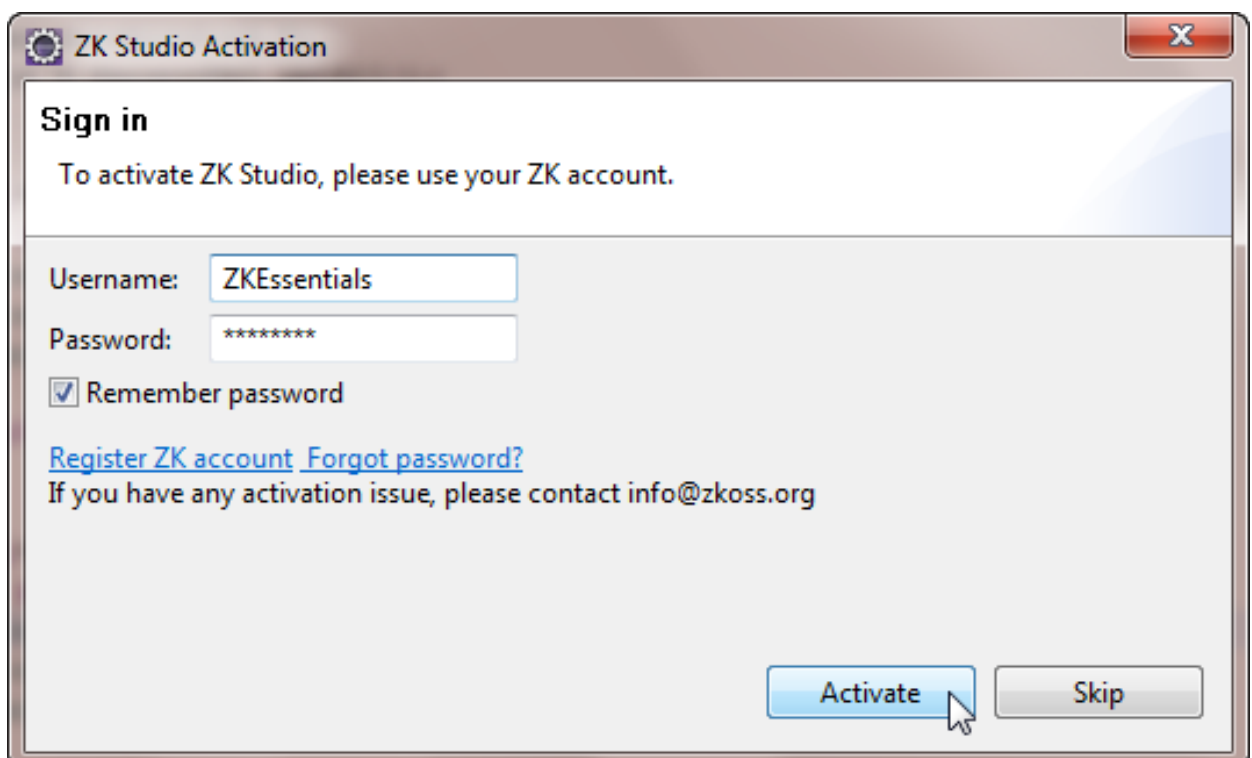 ZK Studio Activation
Sign in
To activate ZK Studio, please use your ZK account.
Username: ZKEssentials
Password: ********
Remember password
Register ZK account Forgot password?
If you have any activation issue, please contact info@zkoss.org
Activate Skip